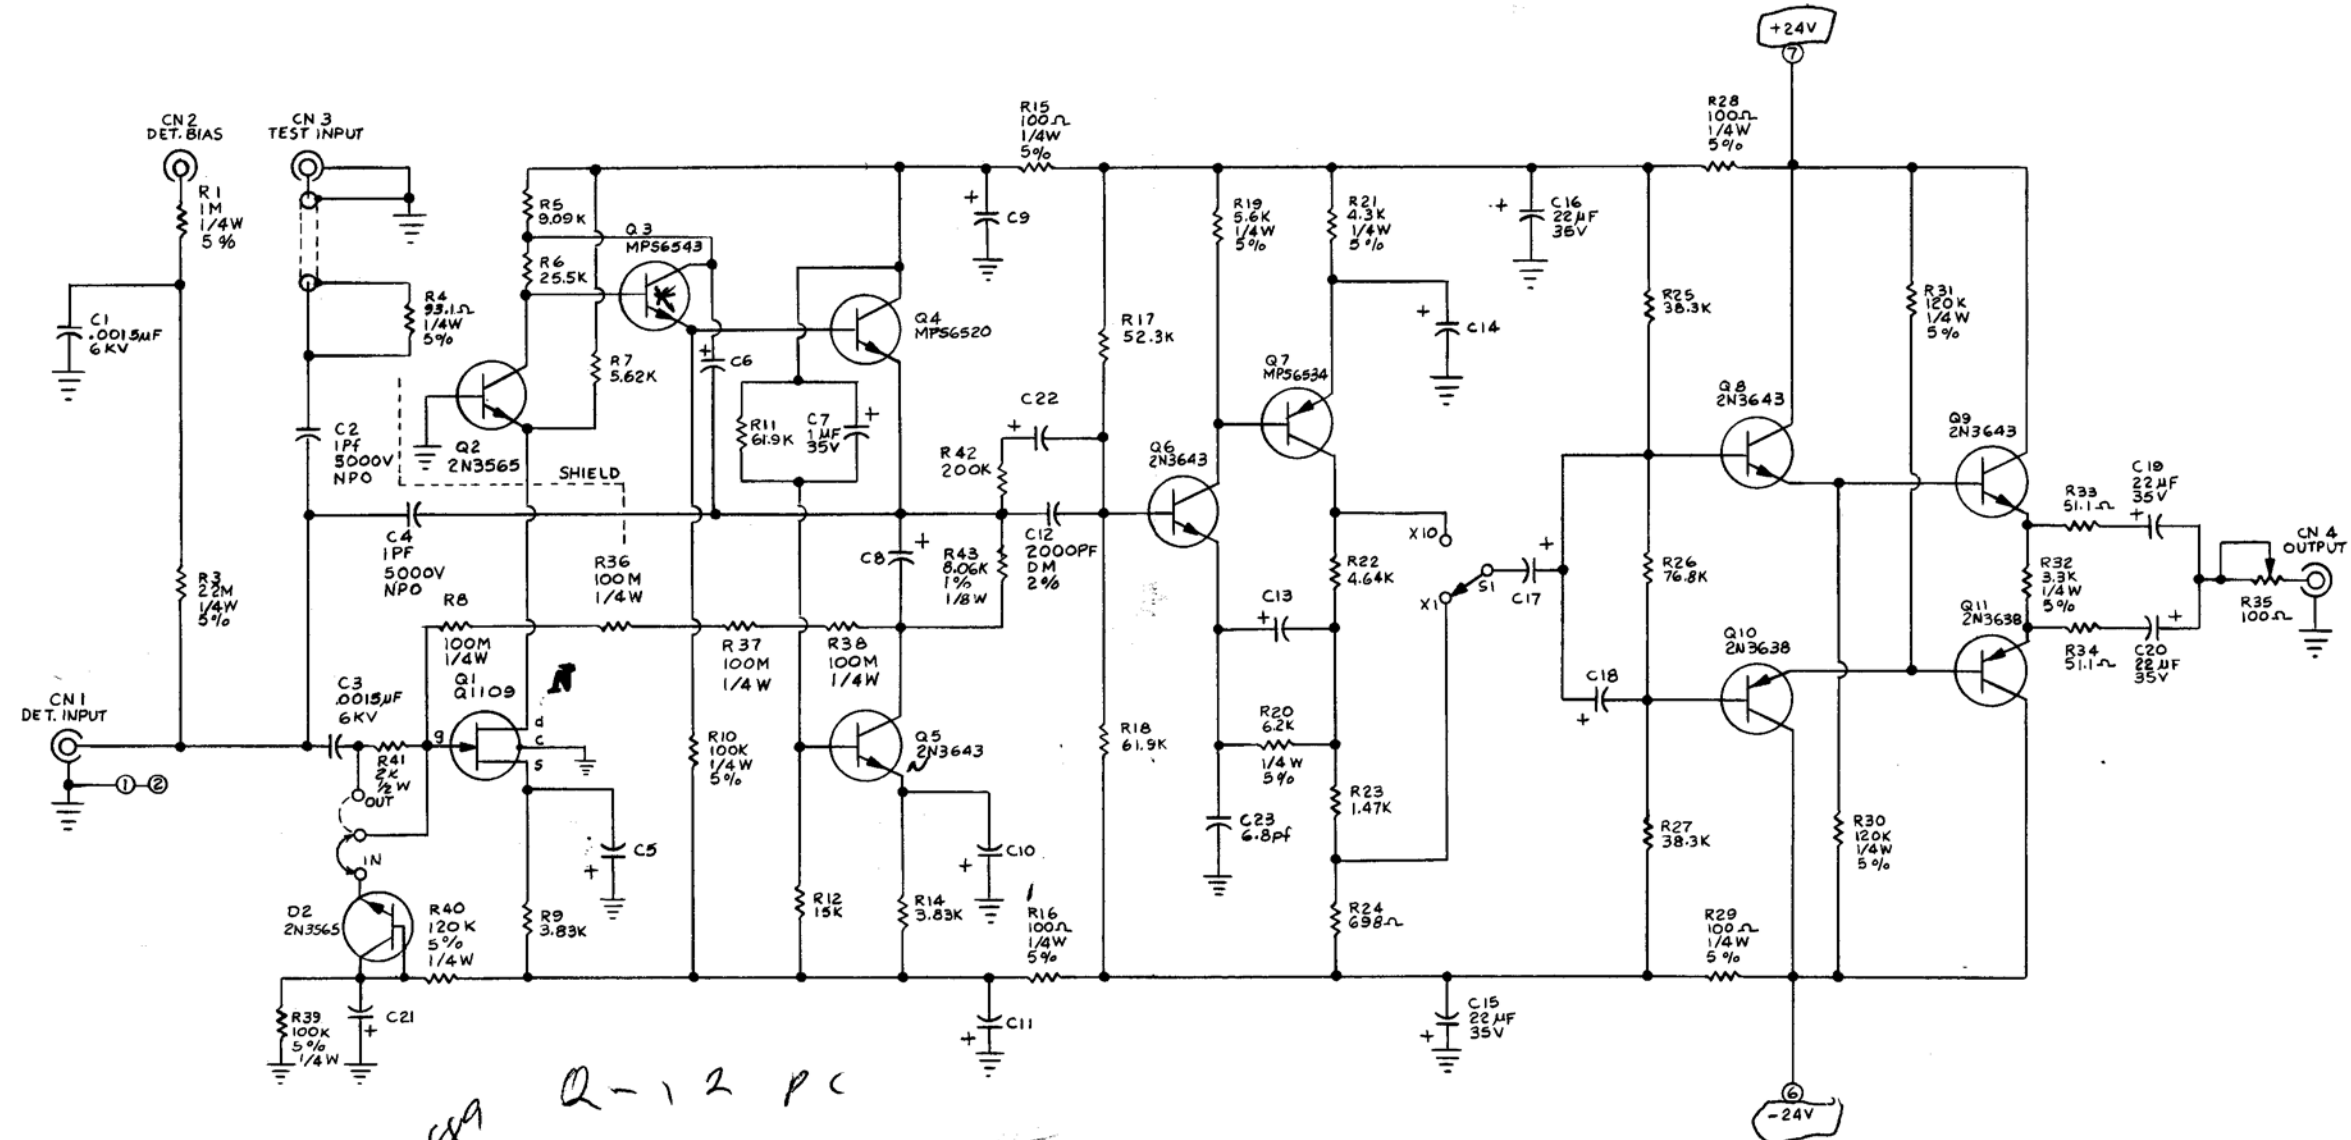 +24V
7
CN 2
DET. BIAS
CN 3
TEST INPUT
R1
1M
1/4W
5%
C1
.0015µF
6KV
R4
93.1Ω
1/4W
5%
C2
1Pf
5000V
NPO
R3
22M
1/4W
5%
CN1
DET. INPUT
1
2
R5
9.09K
R6
25.5K
Q3
MPS6543
R7
5.62K
Q2
2N3565
SHIELD
C4
1PF
5000V
NPO
C6
Q4
MPS6520
R11
61.9K
C7
1µF
35V
+
C9
+
R15
100Ω
1/4W
5%
C22
+
R42
200K
R17
52.3K
C12
2000PF
DM
2%
R43
8.06K
1%
1/8W
C8
+
R36
100M
1/4W
R8
100M
1/4W
R37
100M
1/4W
R38
100M
1/4W
Q1
Q1109
N
C3
.0015µF
6KV
R41
2K
1/2W
g
d
c
s
OUT
IN
D2
2N3565
R40
120K
5%
1/4W
R39
100K
5%
1/4W
C21
+
C5
+
R9
3.83K
R10
100K
1/4W
5%
Q5
2N3643
R12
15K
R14
3.83K
C10
+
R16
100Ω
1/4W
5%
C11
+
R18
61.9K
R19
5.6K
1/4W
5%
R21
4.3K
1/4W
5%
C14
+
Q7
MPS6534
Q6
2N3643
C13
+
R20
6.2K
1/4W
5%
C23
6.8pf
R22
4.64K
R23
1.47K
R24
698Ω
X10
X1
S1
C17
+
C16
22µF
35V
+
C15
22µF
35V
+
R28
100Ω
1/4W
5%
R25
38.3K
R26
76.8K
R27
38.3K
C18
+
R29
100Ω
1/4W
5%
Q8
2N3643
Q10
2N3638
R31
120K
1/4W
5%
R30
120K
1/4W
5%
Q9
2N3643
Q11
2N3638
R33
51.1Ω
C19
22µF
35V
+
R32
3.3K
1/4W
5%
R34
51.1Ω
C20
22µF
35V
+
CN 4
OUTPUT
R35
100Ω
6
-24V
Q-12 PC